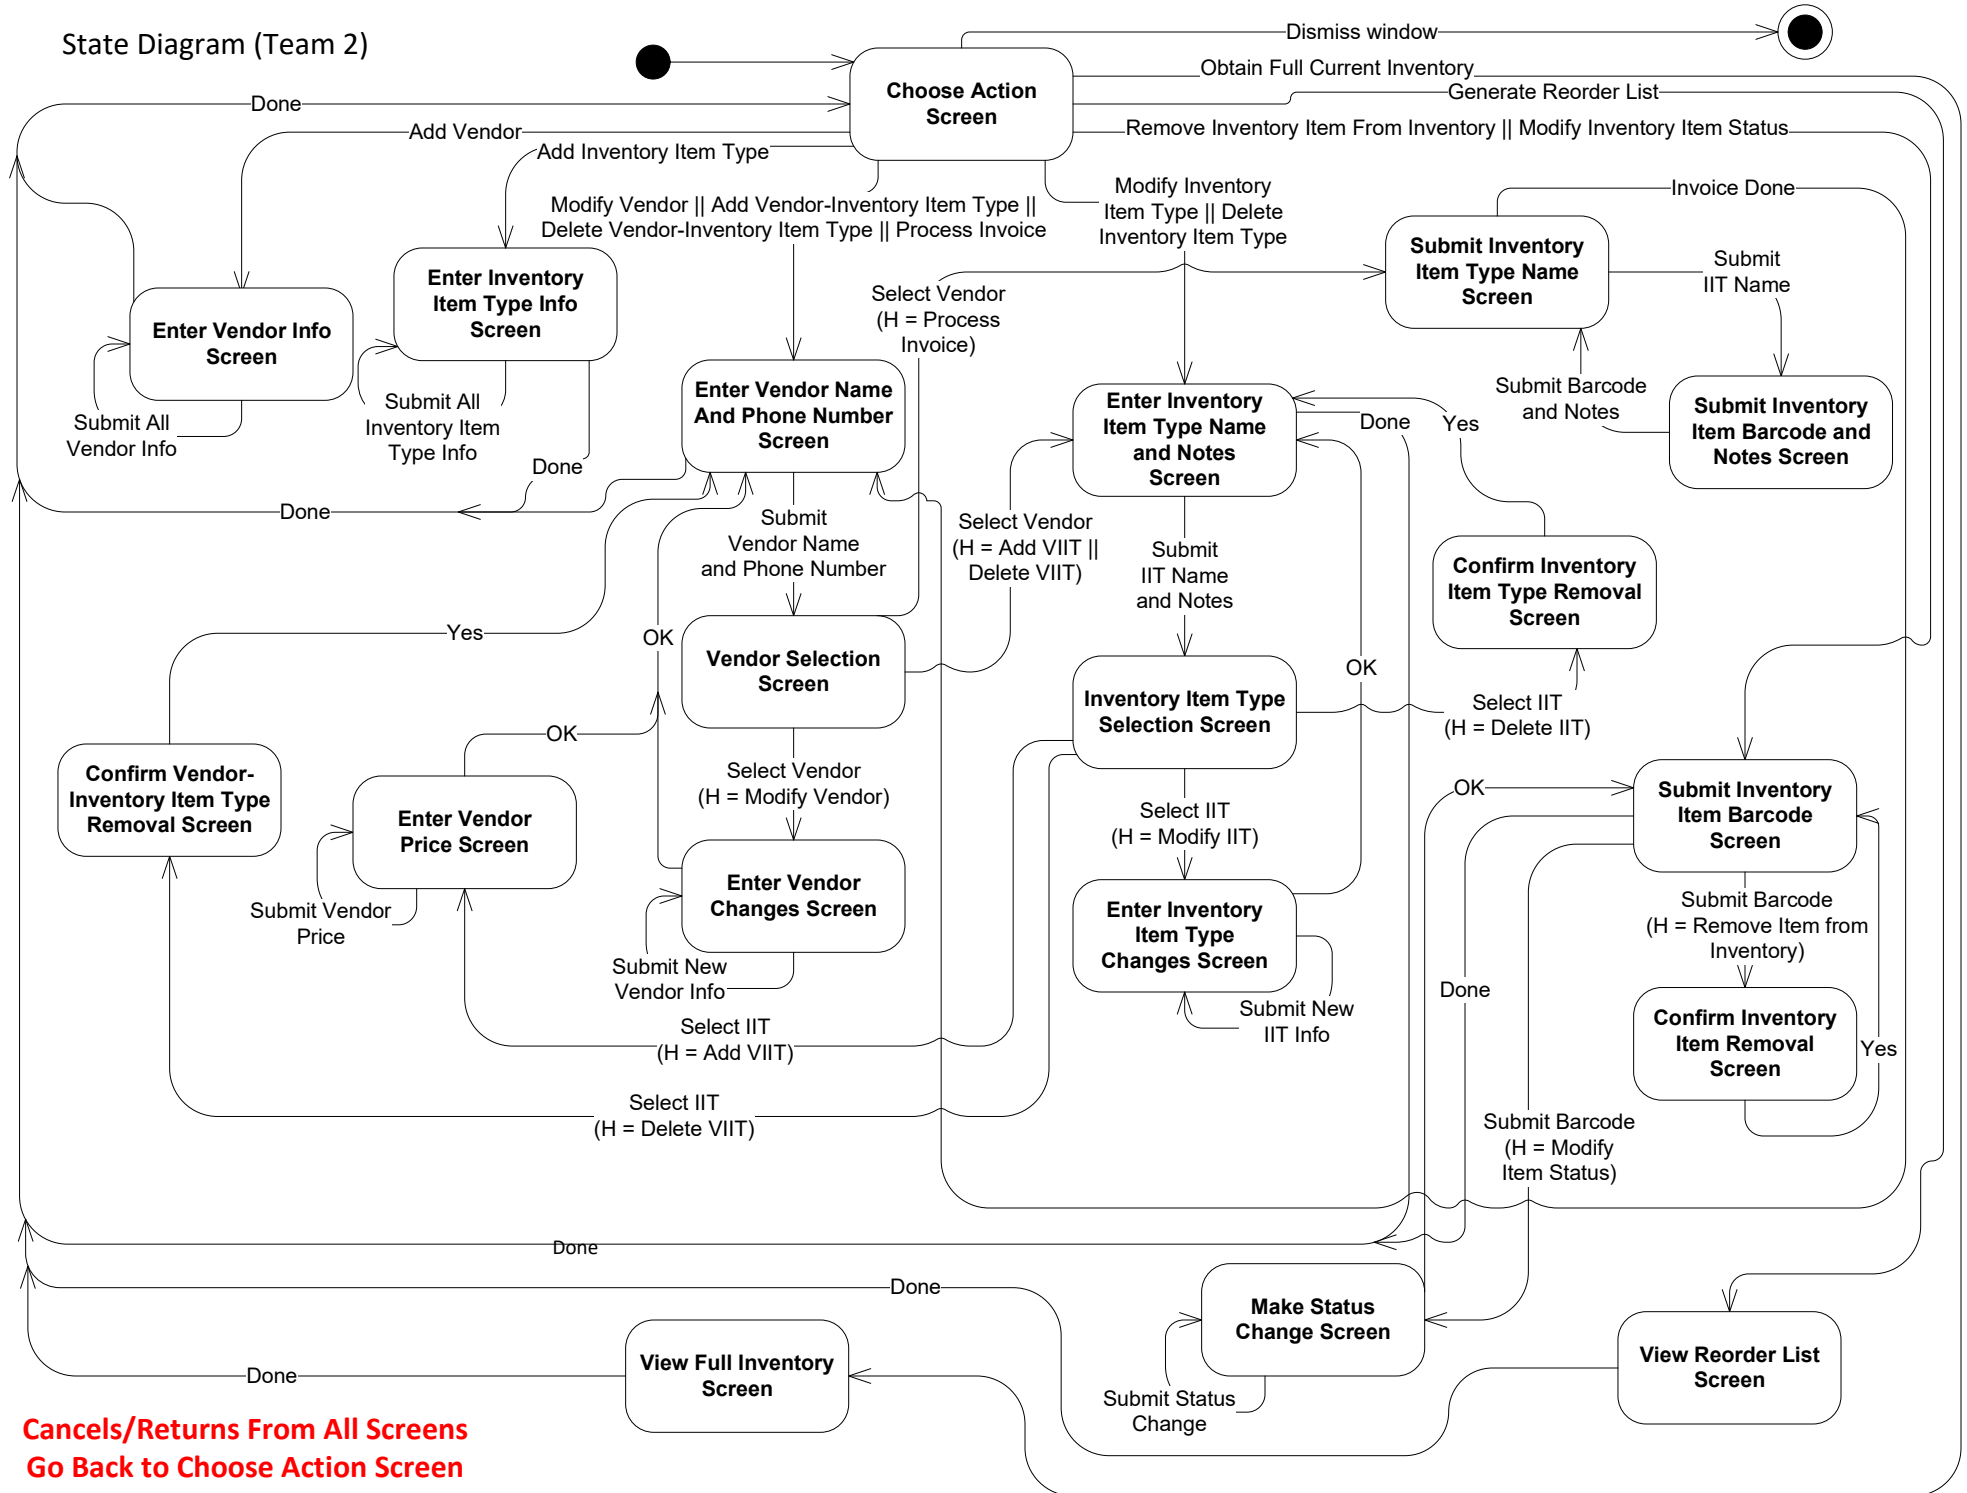 State Diagram (Team 2)
Dismiss window
Choose Action
Screen
Obtain Full Current Inventory
Generate Reorder List
Remove Inventory Item From Inventory || Modify Inventory Item Status
Done
Add Vendor
Add Inventory Item Type
Modify Vendor || Add Vendor-Inventory Item Type ||
Delete Vendor-Inventory Item Type || Process Invoice
Modify Inventory
Item Type || Delete
Inventory Item Type
Invoice Done
Submit Inventory
Item Type Name
Screen
Submit
IIT Name
Enter Vendor Info
Screen
Enter Inventory
Item Type Info
Screen
Select Vendor
(H = Process
Invoice)
Submit All
Vendor Info
Submit All
Inventory Item
Type Info
Done
Done
Enter Vendor Name
And Phone Number
Screen
Enter Inventory
Item Type Name
and Notes
Screen
Done
Yes
Submit Barcode
and Notes
Submit Inventory
Item Barcode and
Notes Screen
Submit
Vendor Name
and Phone Number
Select Vendor
(H = Add VIIT ||
Delete VIIT)
Submit
IIT Name
and Notes
Confirm Inventory
Item Type Removal
Screen
Yes
OK
Vendor Selection
Screen
Inventory Item Type
Selection Screen
OK
Select IIT
(H = Delete IIT)
OK
Confirm Vendor-
Inventory Item Type
Removal Screen
Enter Vendor
Price Screen
Select Vendor
(H = Modify Vendor)
Select IIT
(H = Modify IIT)
OK
Submit Inventory
Item Barcode
Screen
Submit Vendor
Price
Enter Vendor
Changes Screen
Enter Inventory
Item Type
Changes Screen
Submit Barcode
(H = Remove Item from
Inventory)
Submit New
Vendor Info
Submit New
IIT Info
Done
Select IIT
(H = Add VIIT)
Confirm Inventory
Item Removal
Screen
Yes
Select IIT
(H = Delete VIIT)
Submit Barcode
(H = Modify
Item Status)
Done
Done
Make Status
Change Screen
View Full Inventory
Screen
View Reorder List
Screen
Done
Submit Status
Change
Cancels/Returns From All Screens
Go Back to Choose Action Screen